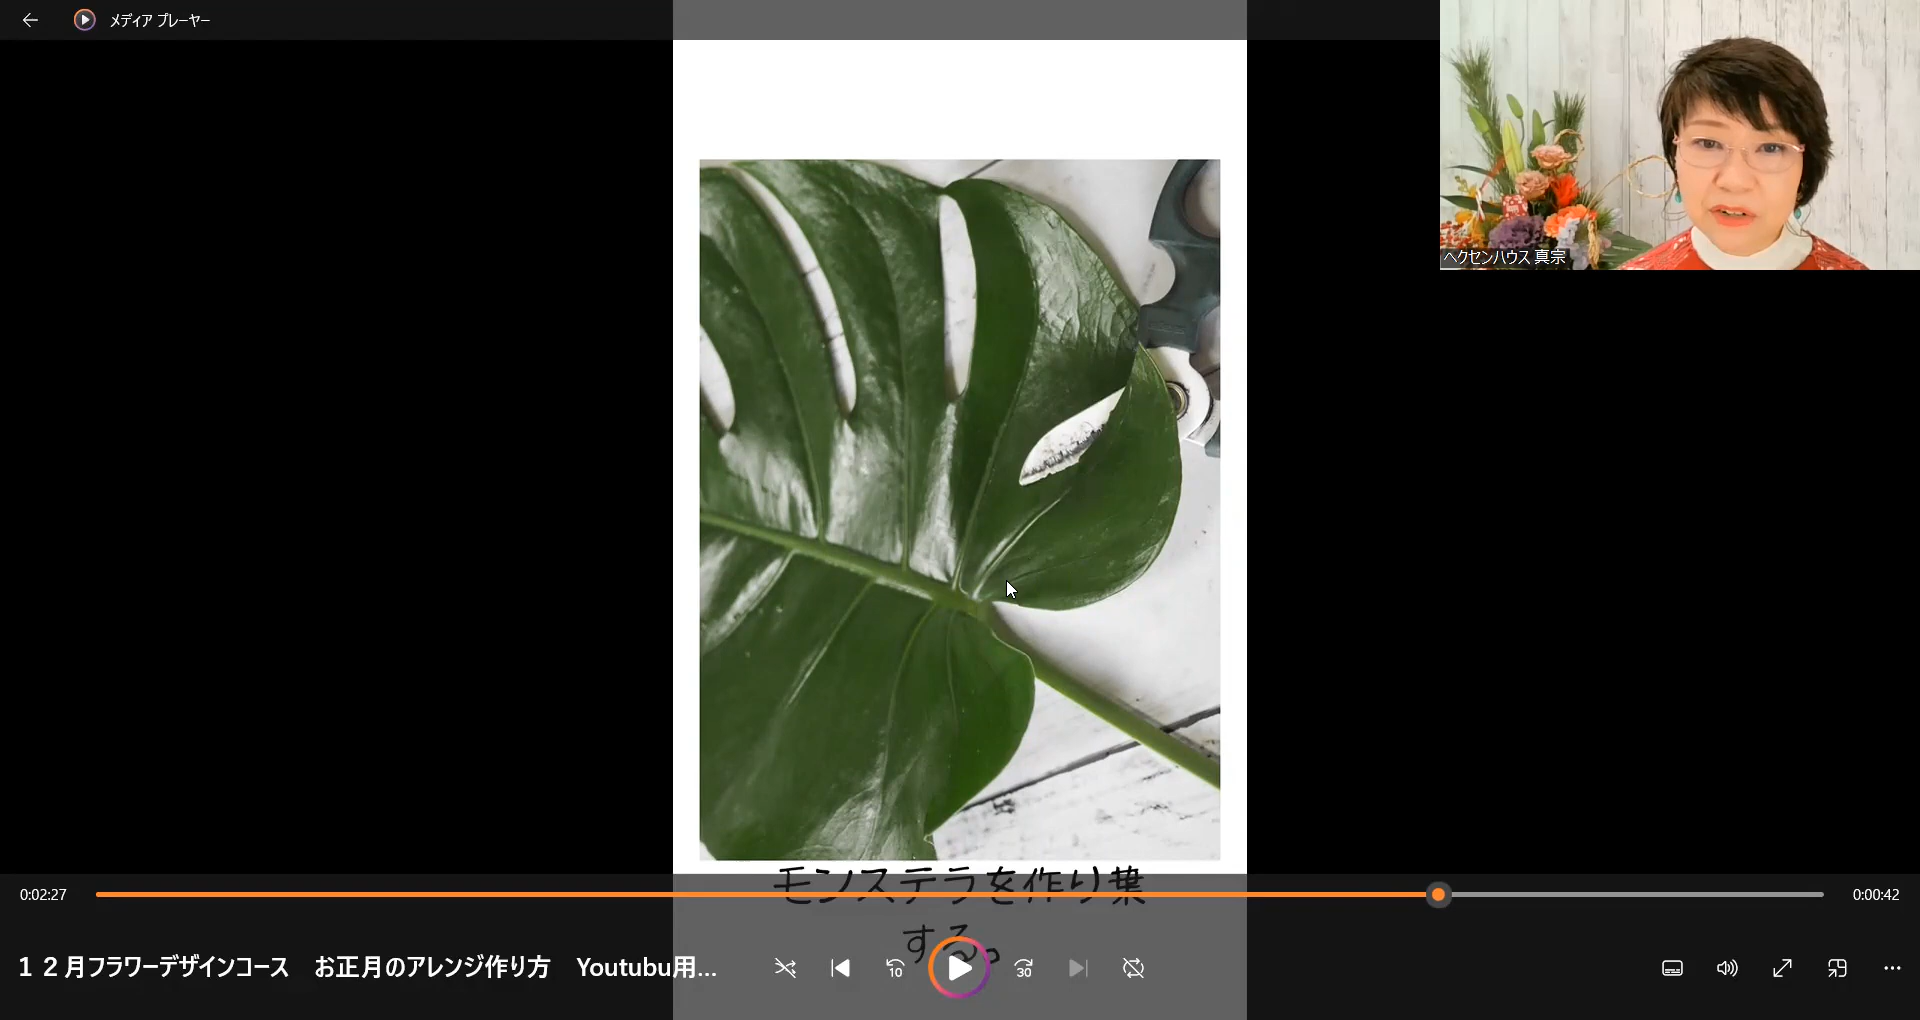 メディア プレーヤー
ヘクセンハウス 真宗
モンステラを作り葉
する。
0:02:27
0:00:42
１２月フラワーデザインコース　お正月のアレンジ作り方　Youtubu用...
10
30